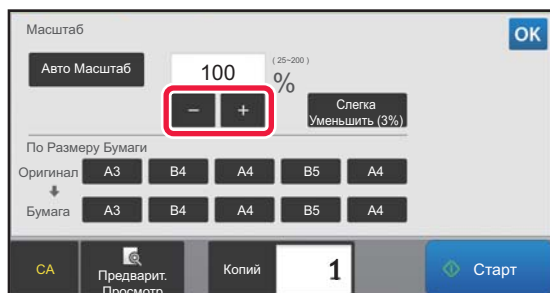 Масштаб
OK
Авто Масштаб
100
(25~200)
%
− +
Слегка
Уменьшить (3%)
По Размеру Бумаги
Оригинал A3 B4 A4 B5 A4
Бумага A3 B4 A4 B5 A4
CA
Предварит.
Просмотр
Копий
1
Старт